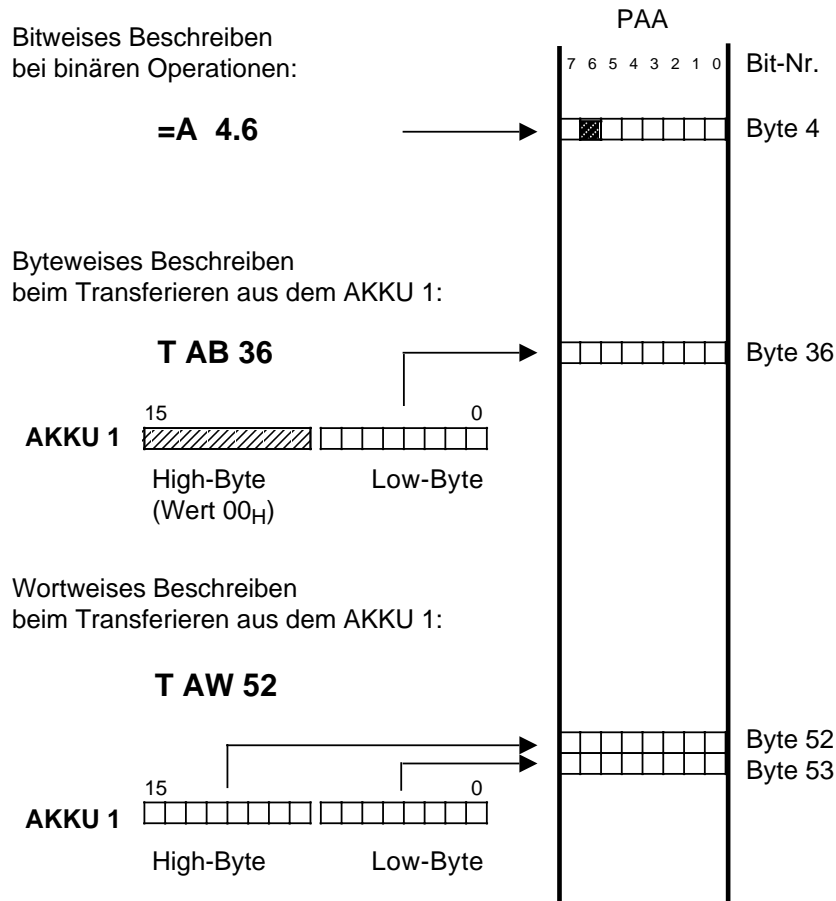 PAA
Bitweises Beschreiben
bei binären Operationen:
7 6 5 4 3 2 1 0 Bit-Nr.
=A 4.6
Byte 4
Byteweises Beschreiben
beim Transferieren aus dem AKKU 1:
T AB 36
Byte 36
15 0
AKKU 1
High-Byte Low-Byte
(Wert 00H)
Wortweises Beschreiben
beim Transferieren aus dem AKKU 1:
T AW 52
Byte 52
Byte 53
15 0
AKKU 1
High-Byte Low-Byte